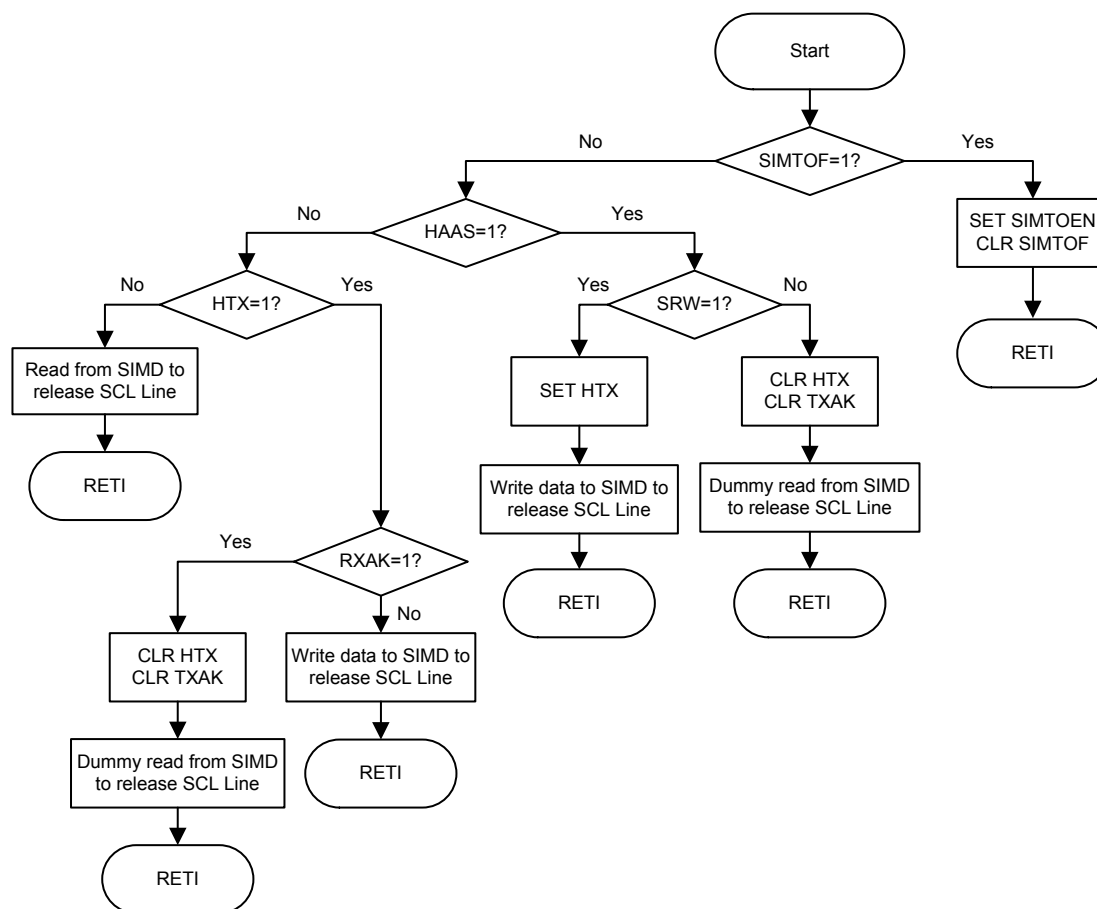 Start
SIMTOF=1?
No
Yes
SET SIMTOEN
CLR SIMTOF
RETI
HAAS=1?
No
Yes
HTX=1?
No
Yes
SRW=1?
Yes
No
Read from SIMD to
release SCL Line
RETI
SET HTX
CLR HTX
CLR TXAK
Write data to SIMD to
release SCL Line
Dummy read from SIMD
to release SCL Line
RETI
RETI
RXAK=1?
Yes
No
CLR HTX
CLR TXAK
Write data to SIMD to
release SCL Line
Dummy read from SIMD
to release SCL Line
RETI
RETI